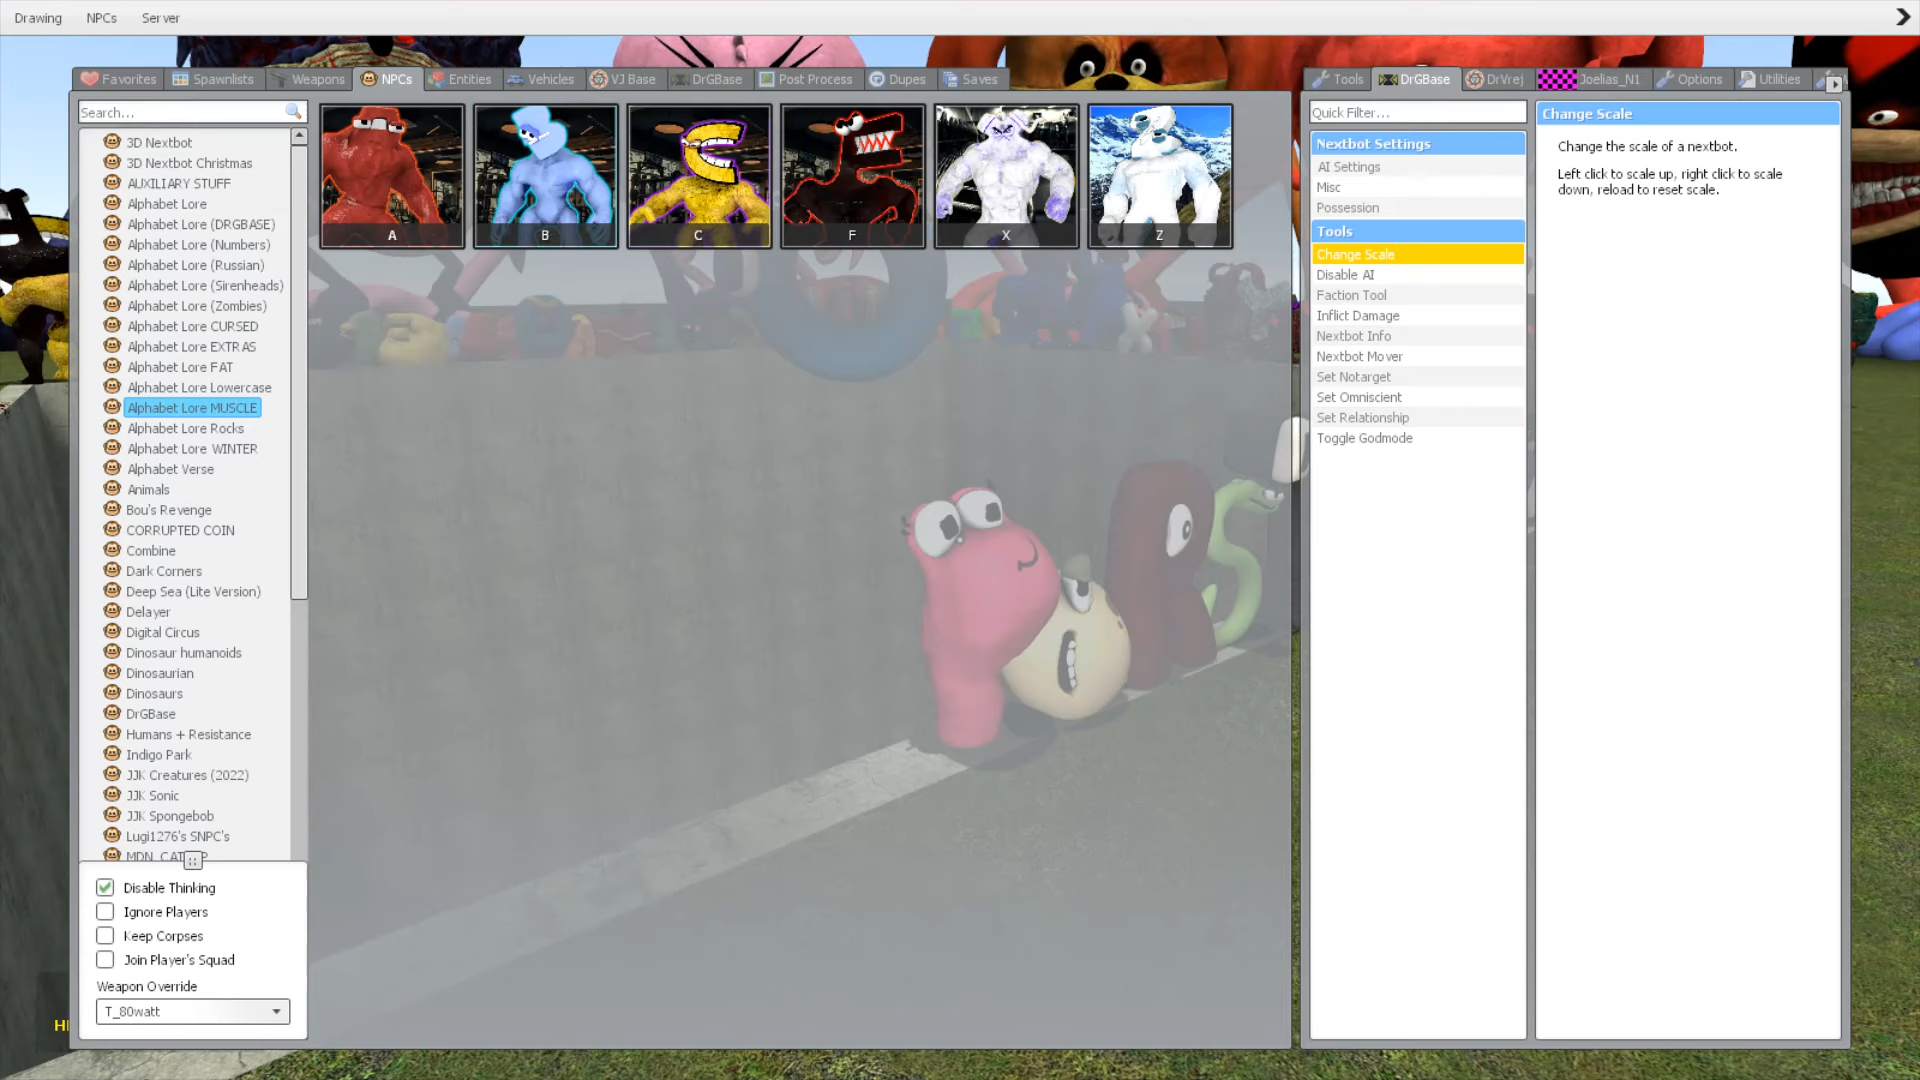 Drawing NPCs Server
Favorites Spawnlists Weapons NPCs Entities Vehicles VJ Base DrGBase Post Process Dupes Saves
Search...
3D Nextbot
3D Nextbot Christmas
AUXILIARY STUFF
Alphabet Lore
Alphabet Lore (DRGBASE)
Alphabet Lore (Numbers)
Alphabet Lore (Russian)
Alphabet Lore (Sirenheads)
Alphabet Lore (Zombies)
Alphabet Lore CURSED
Alphabet Lore EXTRAS
Alphabet Lore FAT
Alphabet Lore Lowercase
Alphabet Lore MUSCLE
Alphabet Lore Rocks
Alphabet Lore WINTER
Alphabet Verse
Animals
Bou's Revenge
CORRUPTED COIN
Combine
Dark Corners
Deep Sea (Lite Version)
Delayer
Digital Circus
Dinosaur humanoids
Dinosaurian
Dinosaurs
DrGBase
Humans + Resistance
Indigo Park
JJK Creatures (2022)
JJK Sonic
JJK Spongebob
Lugi1276's SNPC's
Disable Thinking
Ignore Players
Keep Corpses
Join Player's Squad
Weapon Override
T_80watt
A B C F X Z
Tools DrGBase DrVrej Joelias_N1 Options Utilities
Quick Filter...
Nextbot Settings
AI Settings
Misc
Possession
Tools
Change Scale
Disable AI
Faction Tool
Inflict Damage
Nextbot Info
Nextbot Mover
Set Notarget
Set Omniscient
Set Relationship
Toggle Godmode
Change Scale
Change the scale of a nextbot.
Left click to scale up, right click to scale
down, reload to reset scale.